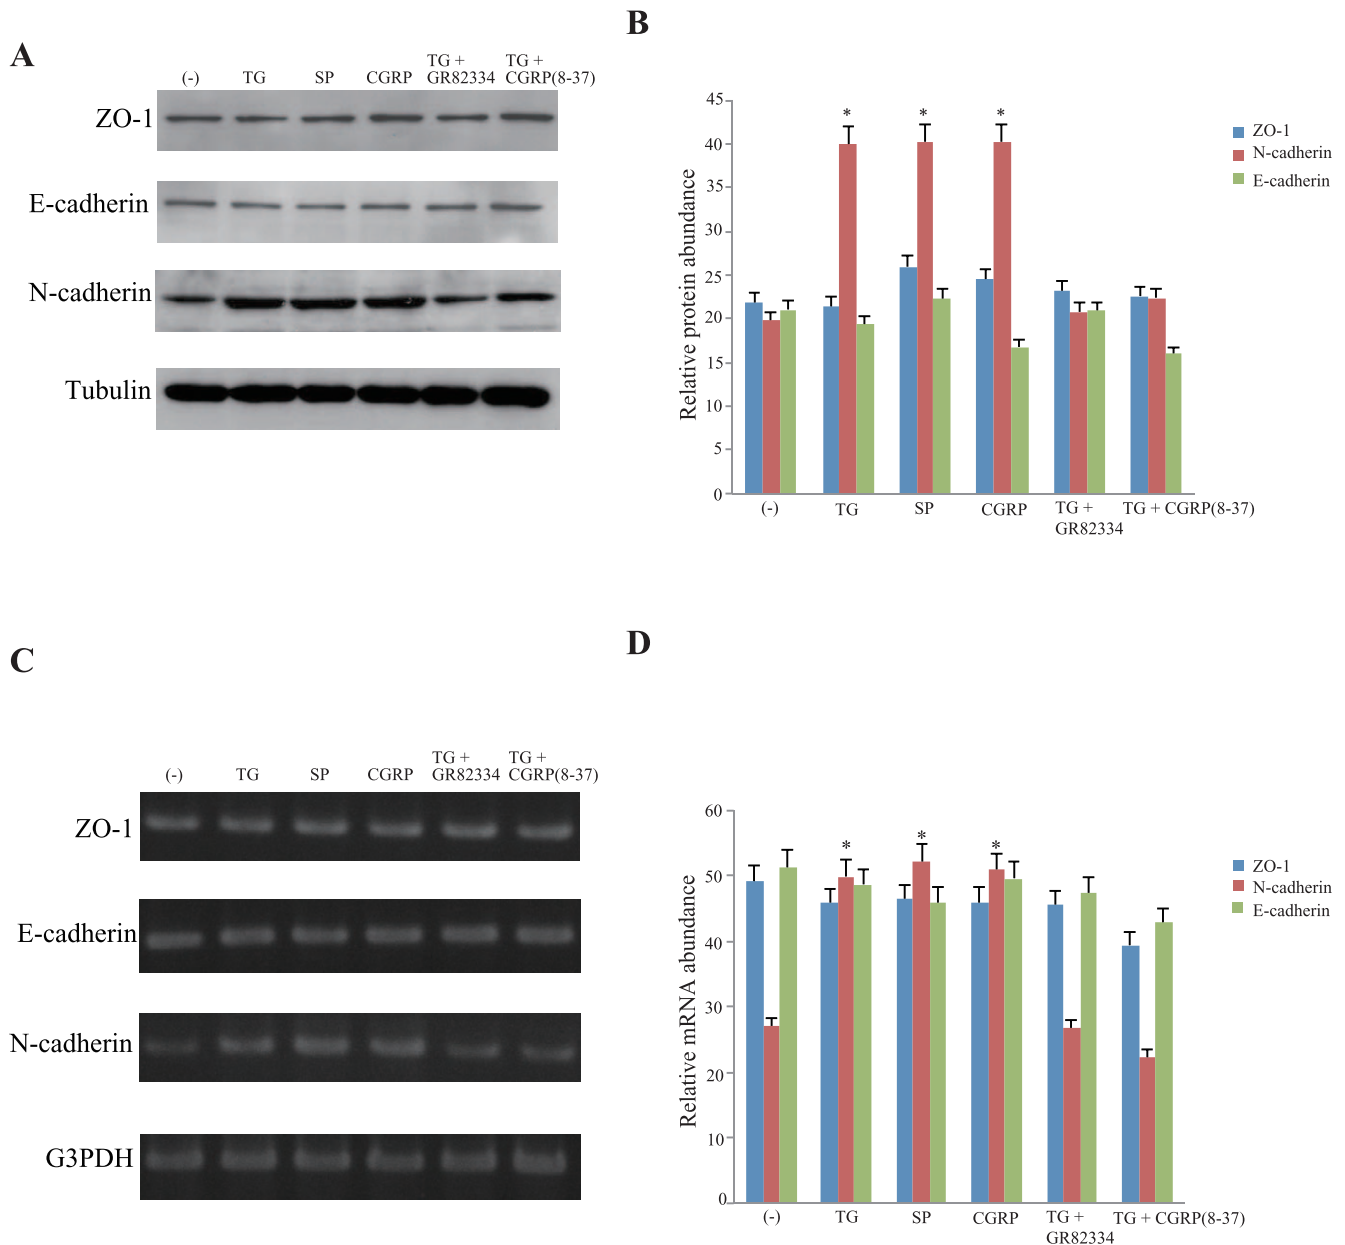 A
(-) TG SP CGRP TG + GR82334 TG + CGRP(8-37)
ZO-1
E-cadherin
N-cadherin
Tubulin
B
45
40
35
30
25
20
15
10
5
0
Relative protein abundance
* * *
(-) TG SP CGRP TG + GR82334 TG + CGRP(8-37)
ZO-1
N-cadherin
E-cadherin
C
(-) TG SP CGRP TG + GR82334 TG + CGRP(8-37)
ZO-1
E-cadherin
N-cadherin
G3PDH
D
60
50
40
30
20
10
0
Relative mRNA abundance
* * *
(-) TG SP CGRP TG + GR82334 TG + CGRP(8-37)
ZO-1
N-cadherin
E-cadherin